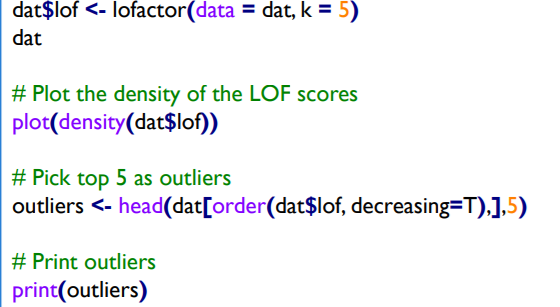 dat$lof <- lofactor(data = dat, k = 5)
dat
# Plot the density of the LOF scores
plot(density(dat$lof))
# Pick top 5 as outliers
outliers <- head(dat[order(dat$lof, decreasing=T),],5)
# Print outliers
print(outliers)